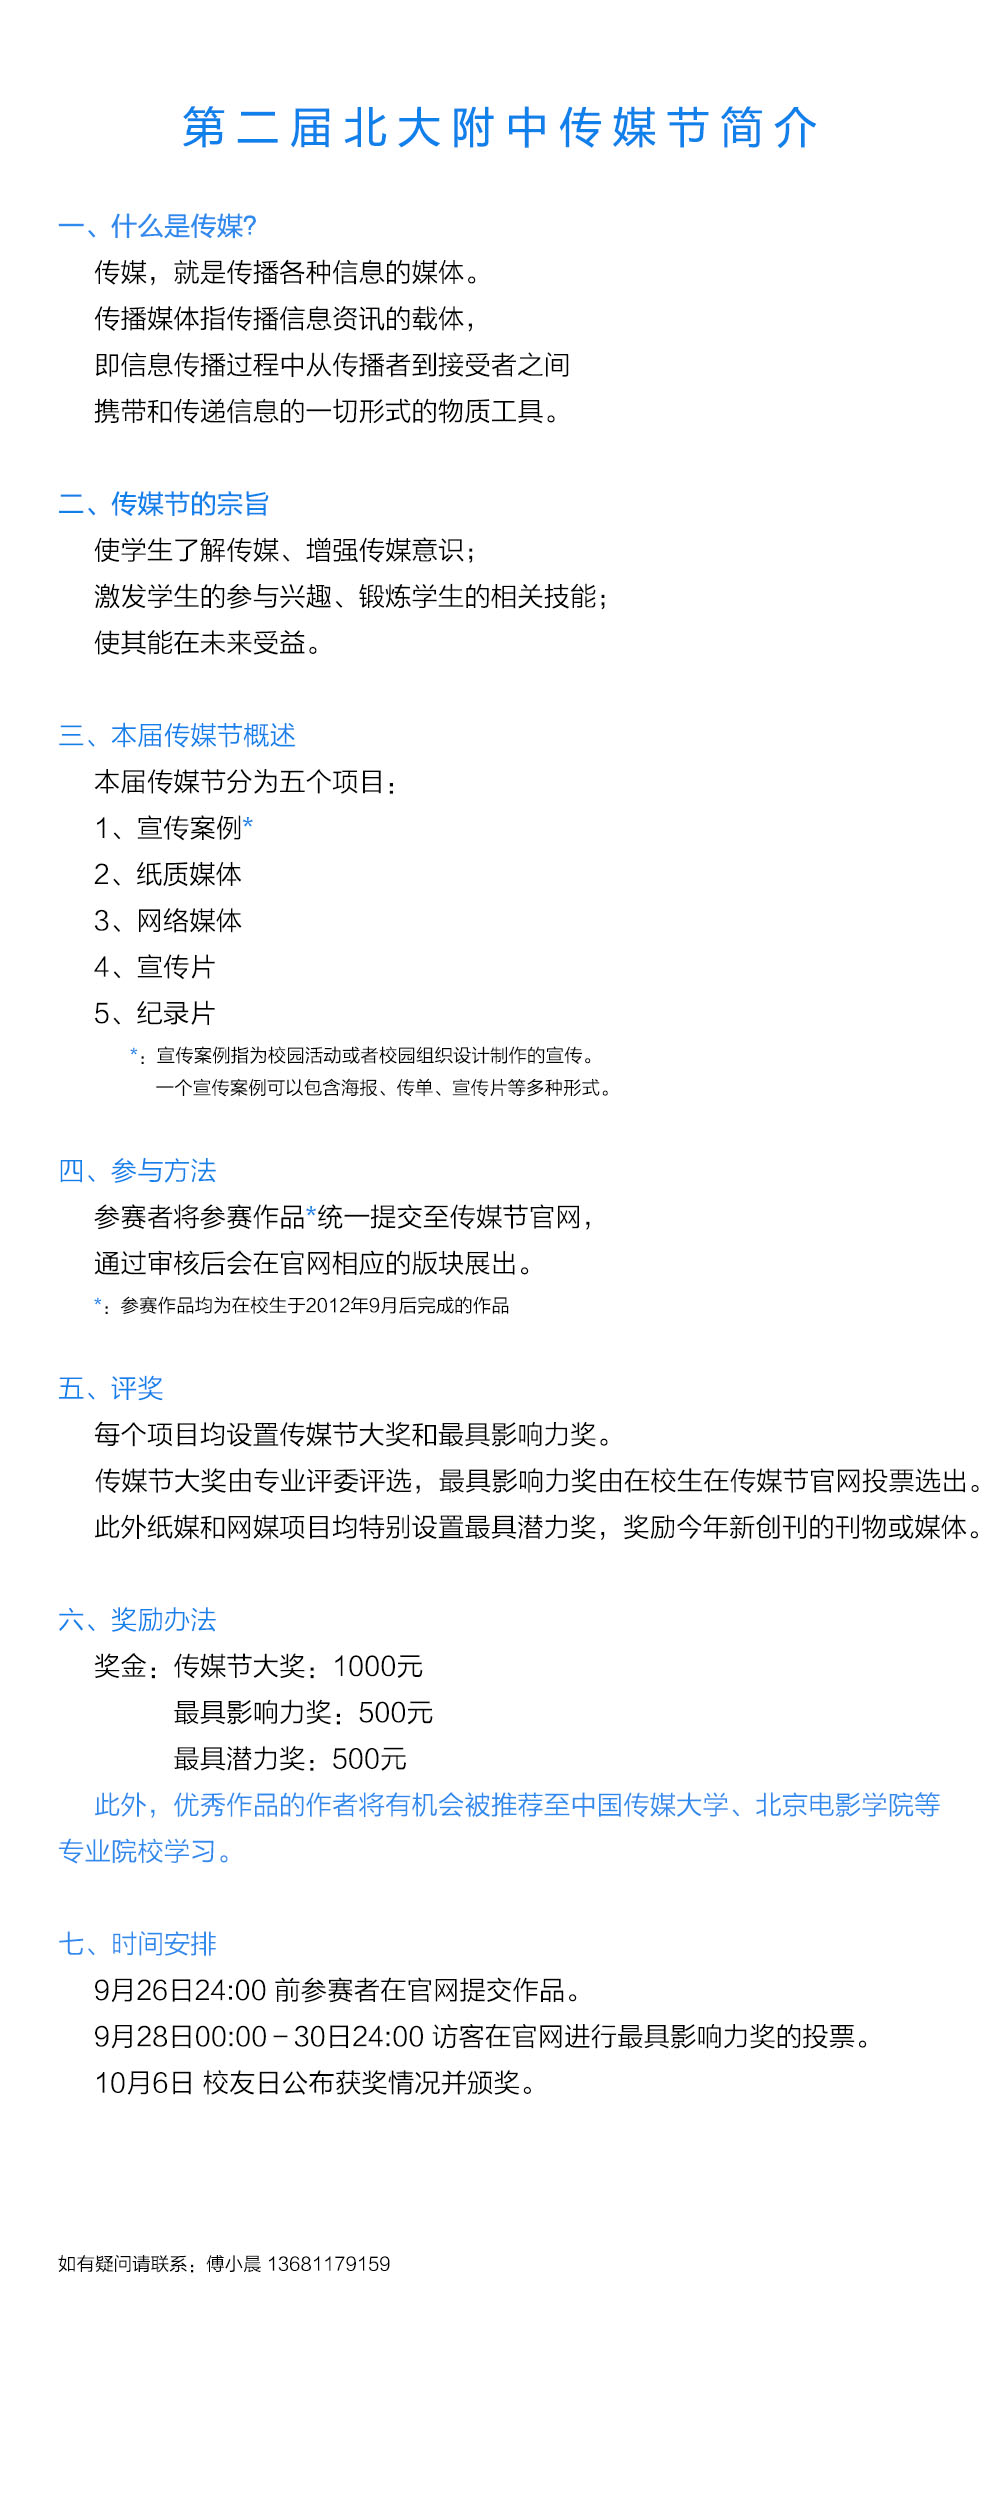 第二届北大附中传媒节简介
一、什么是传媒？
传媒，就是传播各种信息的媒体。
传播媒体指传播信息资讯的载体，
即信息传播过程中从传播者到接受者之间
携带和传递信息的一切形式的物质工具。
二、传媒节的宗旨
使学生了解传媒、增强传媒意识；
激发学生的参与兴趣、锻炼学生的相关技能；
使其能在未来受益。
三、本届传媒节概述
本届传媒节分为五个项目：
1、宣传案例*
2、纸质媒体
3、网络媒体
4、宣传片
5、纪录片
*：宣传案例指为校园活动或者校园组织设计制作的宣传。
一个宣传案例可以包含海报、传单、宣传片等多种形式。
四、参与方法
参赛者将参赛作品*统一提交至传媒节官网，
通过审核后会在官网相应的版块展出。
*：参赛作品均为在校生于2012年9月后完成的作品
五、评奖
每个项目均设置传媒节大奖和最具影响力奖。
传媒节大奖由专业评委评选，最具影响力奖由在校生在传媒节官网投票选出。
此外纸媒和网媒项目均特别设置最具潜力奖，奖励今年新创刊的刊物或媒体。
六、奖励办法
奖金：传媒节大奖：1000元
最具影响力奖：500元
最具潜力奖：500元
此外，优秀作品的作者将有机会被推荐至中国传媒大学、北京电影学院等
专业院校学习。
七、时间安排
9月26日24:00 前参赛者在官网提交作品。
9月28日00:00－30日24:00 访客在官网进行最具影响力奖的投票。
10月6日 校友日公布获奖情况并颁奖。
如有疑问请联系：傅小晨 13681179159